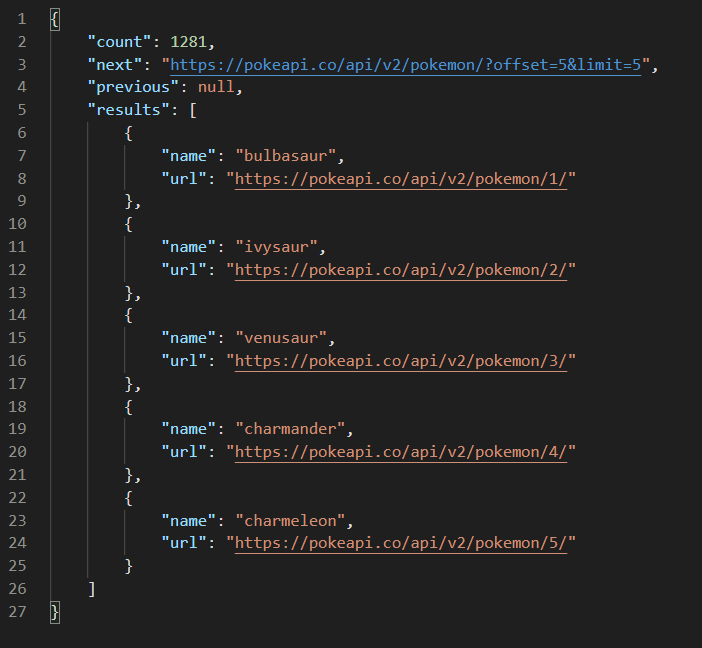 1 {
2     "count": 1281,
3     "next": "https://pokeapi.co/api/v2/pokemon/?offset=5&limit=5",
4     "previous": null,
5     "results": [
6         {
7             "name": "bulbasaur",
8             "url": "https://pokeapi.co/api/v2/pokemon/1/"
9         },
10         {
11             "name": "ivysaur",
12             "url": "https://pokeapi.co/api/v2/pokemon/2/"
13         },
14         {
15             "name": "venusaur",
16             "url": "https://pokeapi.co/api/v2/pokemon/3/"
17         },
18         {
19             "name": "charmander",
20             "url": "https://pokeapi.co/api/v2/pokemon/4/"
21         },
22         {
23             "name": "charmeleon",
24             "url": "https://pokeapi.co/api/v2/pokemon/5/"
25         }
26     ]
27 }